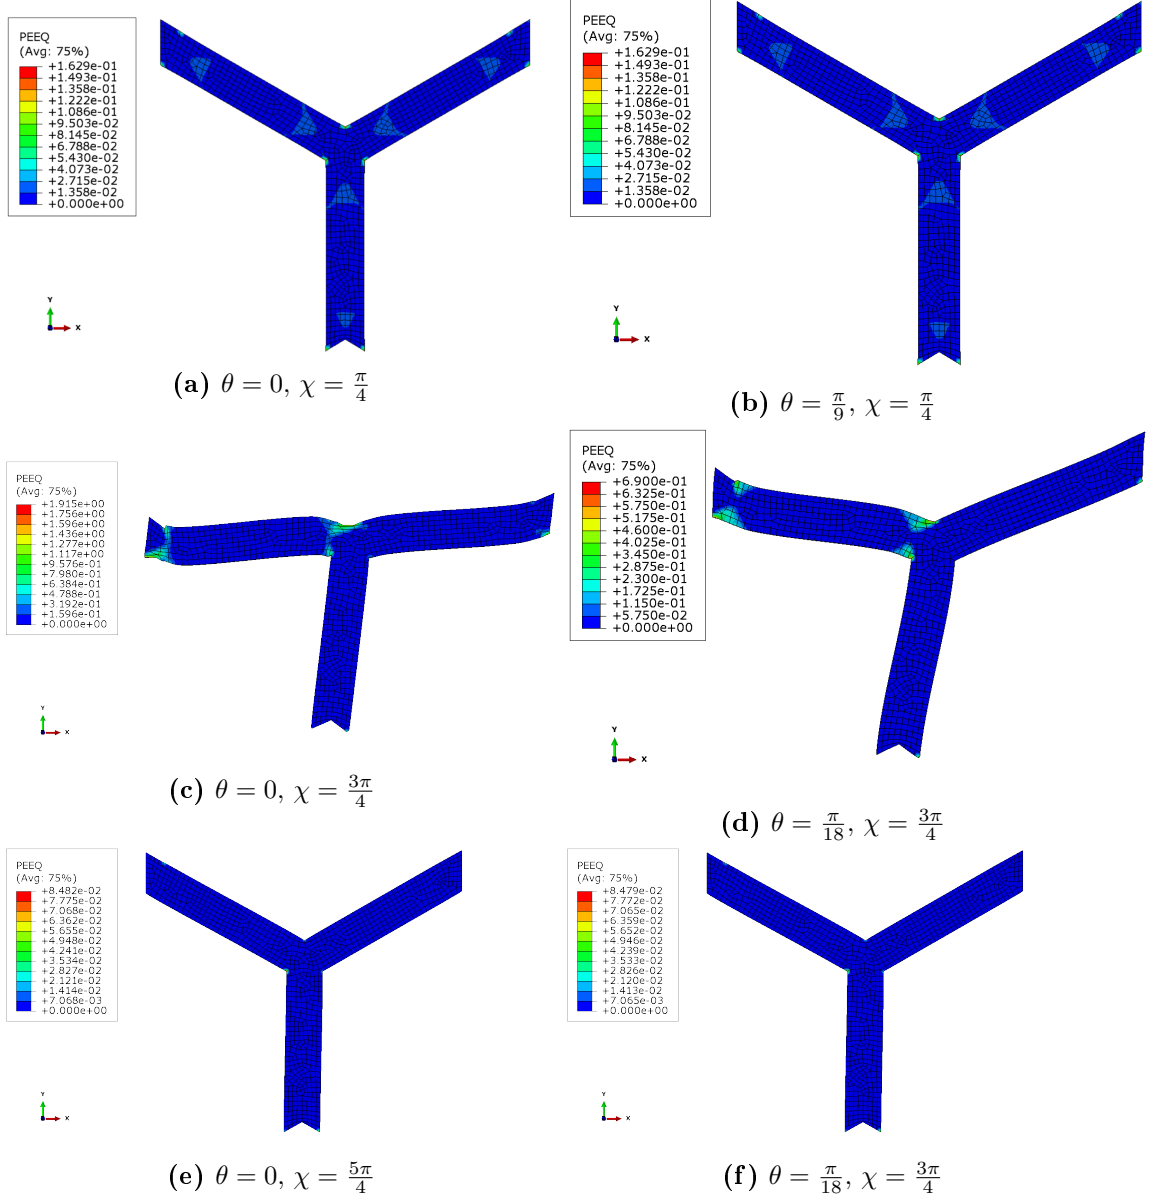 PEEQ
(Avg: 75%)
+1.629e-01
+1.493e-01
+1.358e-01
+1.222e-01
+1.086e-01
+9.503e-02
+8.145e-02
+6.788e-02
+5.430e-02
+4.073e-02
+2.715e-02
+1.358e-02
+0.000e+00
Y
X
(a) θ = 0, χ = π/4
PEEQ
(Avg: 75%)
+1.629e-01
+1.493e-01
+1.358e-01
+1.222e-01
+1.086e-01
+9.503e-02
+8.145e-02
+6.788e-02
+5.430e-02
+4.073e-02
+2.715e-02
+1.358e-02
+0.000e+00
Y
X
(b) θ = π/9, χ = π/4
PEEQ
(Avg: 75%)
+1.915e+00
+1.756e+00
+1.596e+00
+1.436e+00
+1.277e+00
+1.117e+00
+9.576e-01
+7.980e-01
+6.384e-01
+4.788e-01
+3.192e-01
+1.596e-01
+0.000e+00
Y
X
(c) θ = 0, χ = 3π/4
PEEQ
(Avg: 75%)
+6.900e-01
+6.325e-01
+5.750e-01
+5.175e-01
+4.600e-01
+4.025e-01
+3.450e-01
+2.875e-01
+2.300e-01
+1.725e-01
+1.150e-01
+5.750e-02
+0.000e+00
Y
X
(d) θ = π/18, χ = 3π/4
PEEQ
(Avg: 75%)
+8.482e-02
+7.775e-02
+7.068e-02
+6.362e-02
+5.655e-02
+4.948e-02
+4.241e-02
+3.534e-02
+2.827e-02
+2.121e-02
+1.414e-02
+7.068e-03
+0.000e+00
Y
X
(e) θ = 0, χ = 5π/4
PEEQ
(Avg: 75%)
+8.479e-02
+7.772e-02
+7.065e-02
+6.359e-02
+5.652e-02
+4.946e-02
+4.239e-02
+3.533e-02
+2.826e-02
+2.120e-02
+1.413e-02
+7.065e-03
+0.000e+00
Y
X
(f) θ = π/18, χ = 3π/4